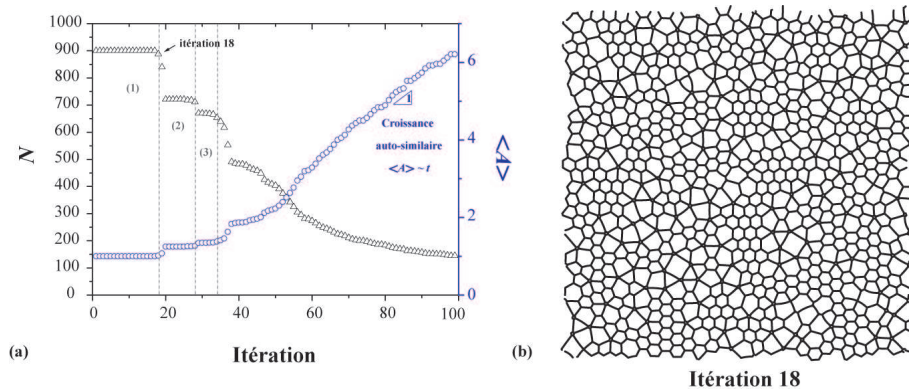 1000
900
800
700
600
500
400
300
200
100
0
N
itération 18
(1)
(2)
(3)
1
Croissance
auto-similaire
<A> ~ t
6
4
2
0
<A>
0 20 40 60 80 100
Itération
(a)
(b)
Itération 18